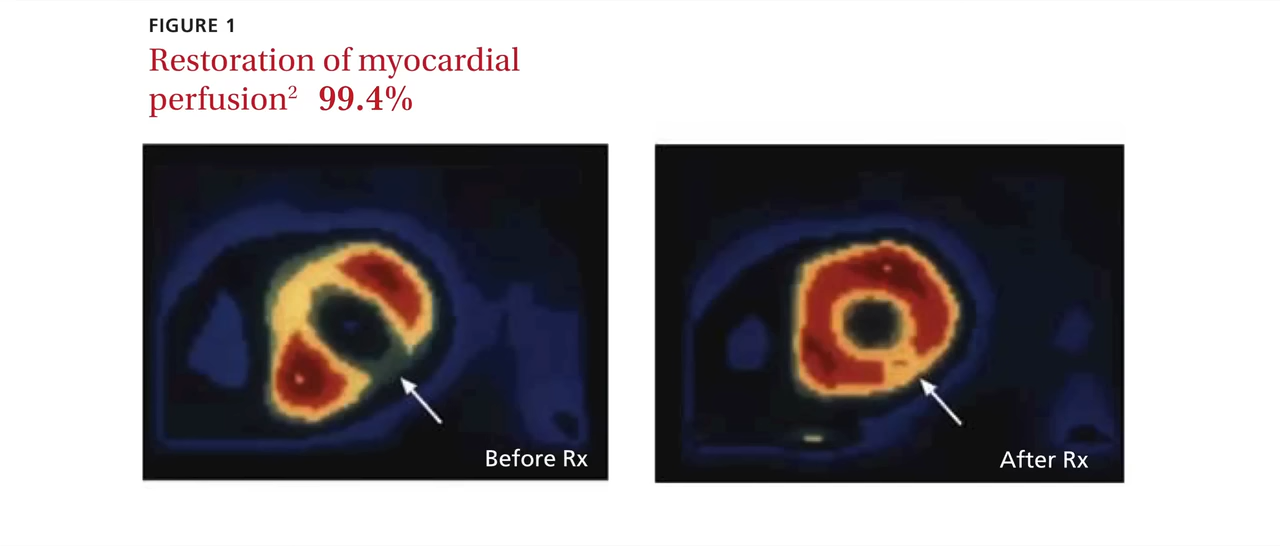 FIGURE 1
Restoration of myocardial
perfusion² 99.4%
Before Rx
After Rx